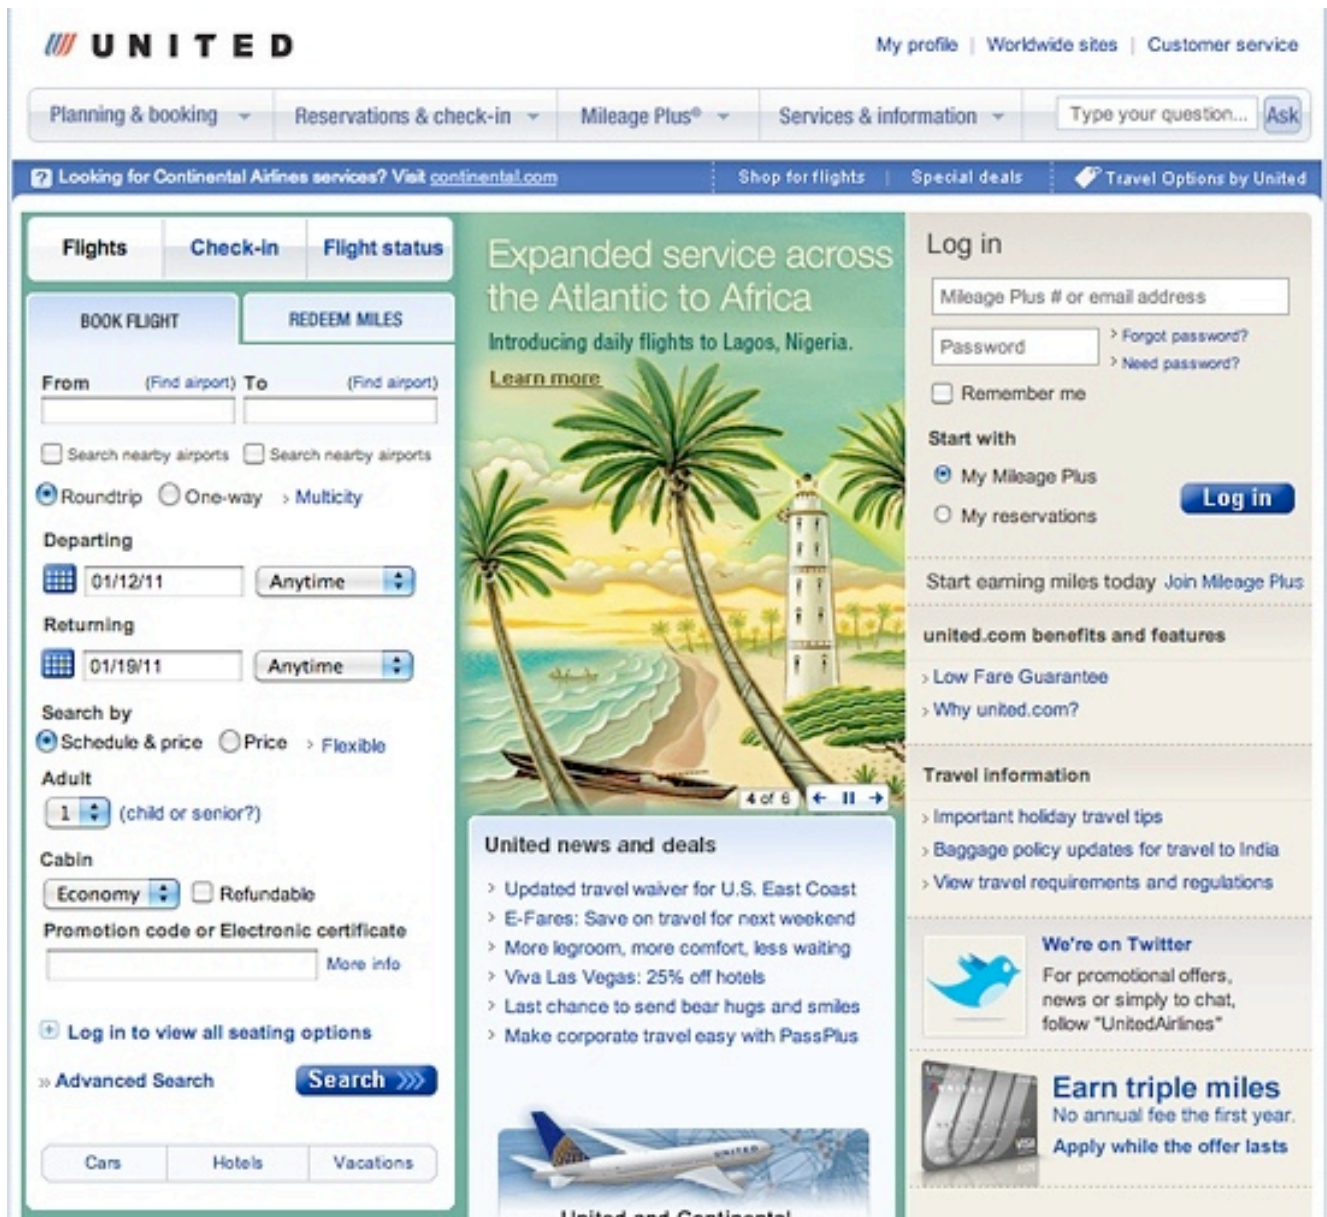 UNITED
My profile | Worldwide sites | Customer service
Planning & booking Reservations & check-in Mileage Plus® Services & information Type your question... Ask
? Looking for Continental Airlines services? Visit continental.com Shop for flights | Special deals Travel Options by United
Flights Check-in Flight status
BOOK FLIGHT REDEEM MILES
From (Find airport) To (Find airport)
Search nearby airports Search nearby airports
Roundtrip One-way › Multicity
Departing
01/12/11 Anytime
Returning
01/19/11 Anytime
Search by
Schedule & price Price › Flexible
Adult
1 (child or senior?)
Cabin
Economy Refundable
Promotion code or Electronic certificate
More info
+ Log in to view all seating options
» Advanced Search Search »»
Cars Hotels Vacations
Expanded service across
the Atlantic to Africa
Introducing daily flights to Lagos, Nigeria.
Learn more
4 of 6
United news and deals
› Updated travel waiver for U.S. East Coast
› E-Fares: Save on travel for next weekend
› More legroom, more comfort, less waiting
› Viva Las Vegas: 25% off hotels
› Last chance to send bear hugs and smiles
› Make corporate travel easy with PassPlus
UNITED
United and Continental
Log in
Mileage Plus # or email address
Password › Forgot password?
› Need password?
Remember me
Start with
My Mileage Plus
My reservations
Log in
Start earning miles today Join Mileage Plus
united.com benefits and features
› Low Fare Guarantee
› Why united.com?
Travel information
› Important holiday travel tips
› Baggage policy updates for travel to India
› View travel requirements and regulations
We're on Twitter
For promotional offers,
news or simply to chat,
follow "UnitedAirlines"
UNITED
VISA
Earn triple miles
No annual fee the first year.
Apply while the offer lasts